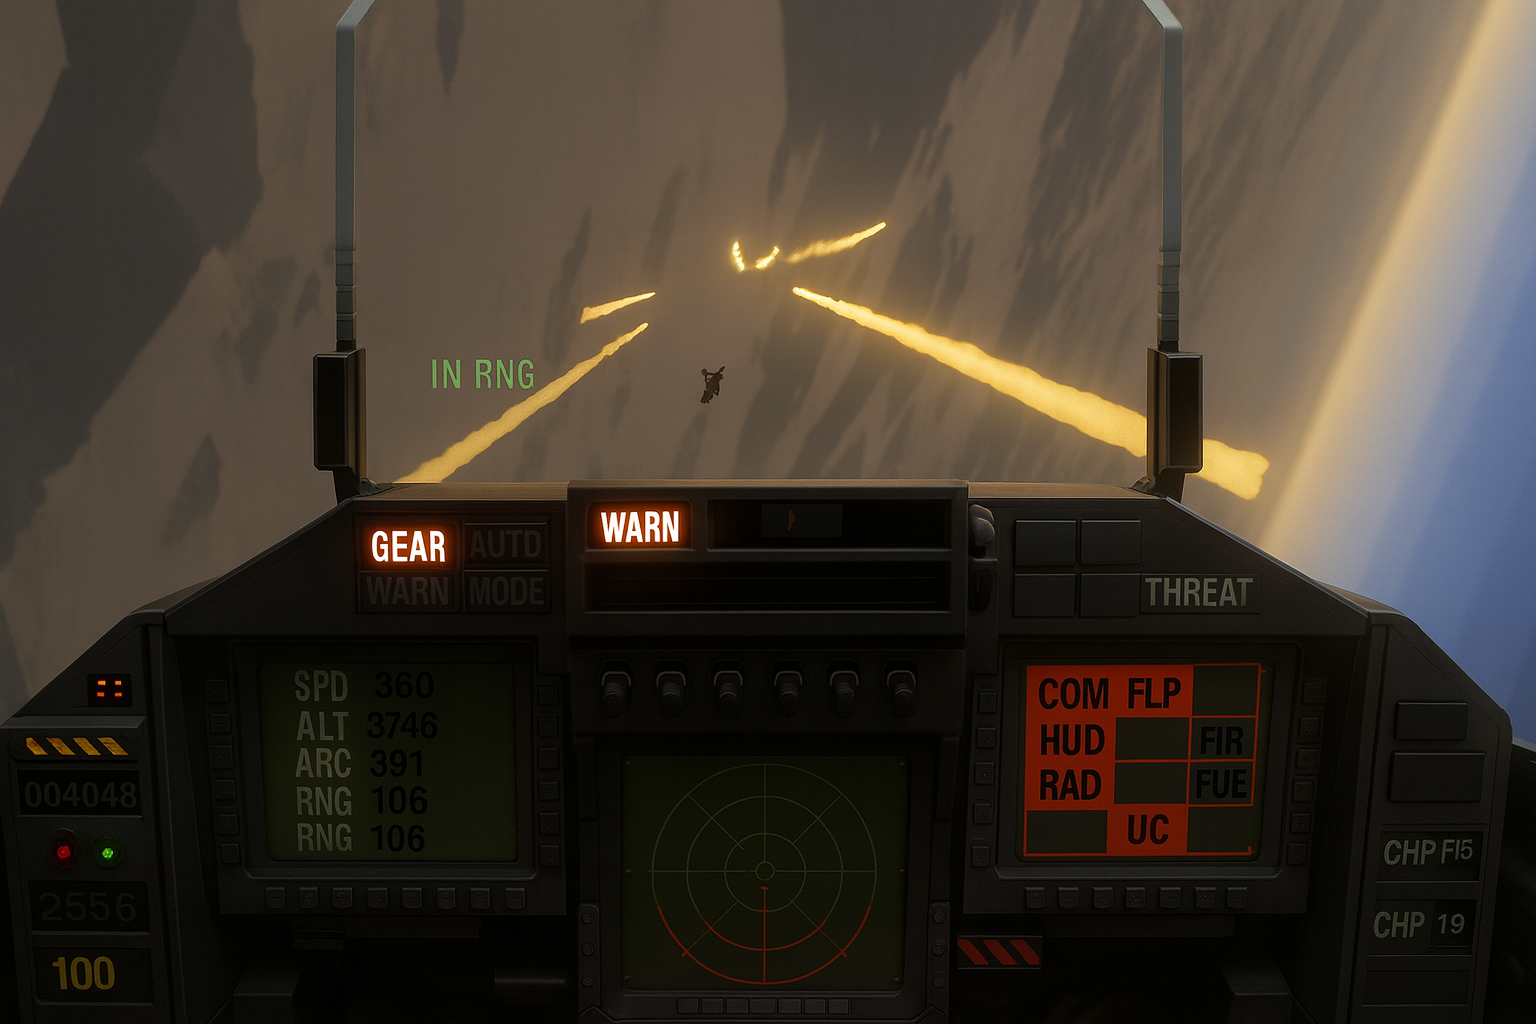 IN RNG
GEAR
AUTD
WARN
MODE
WARN
THREAT
SPD 360
ALT 3746
ARC 391
RNG 106
RNG 106
COM FLP
HUD FIR
RAD FUE
UC
004048
2556
100
CHP F15
CHP 19